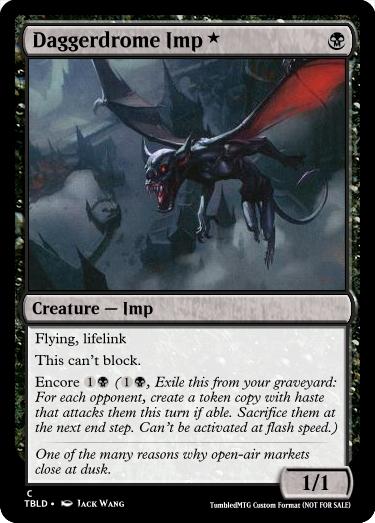 Daggerdrome Imp ★
Creature — Imp
Flying, lifelink
This can't block.
Encore 1 (1, Exile this from your graveyard:
For each opponent, create a token copy with haste
that attacks them this turn if able. Sacrifice them at
the next end step. Can't be activated at flash speed.)
One of the many reasons why open-air markets
close at dusk.
1/1
C
TBLD • Jack Wang
TumbledMTG Custom Format (NOT FOR SALE)